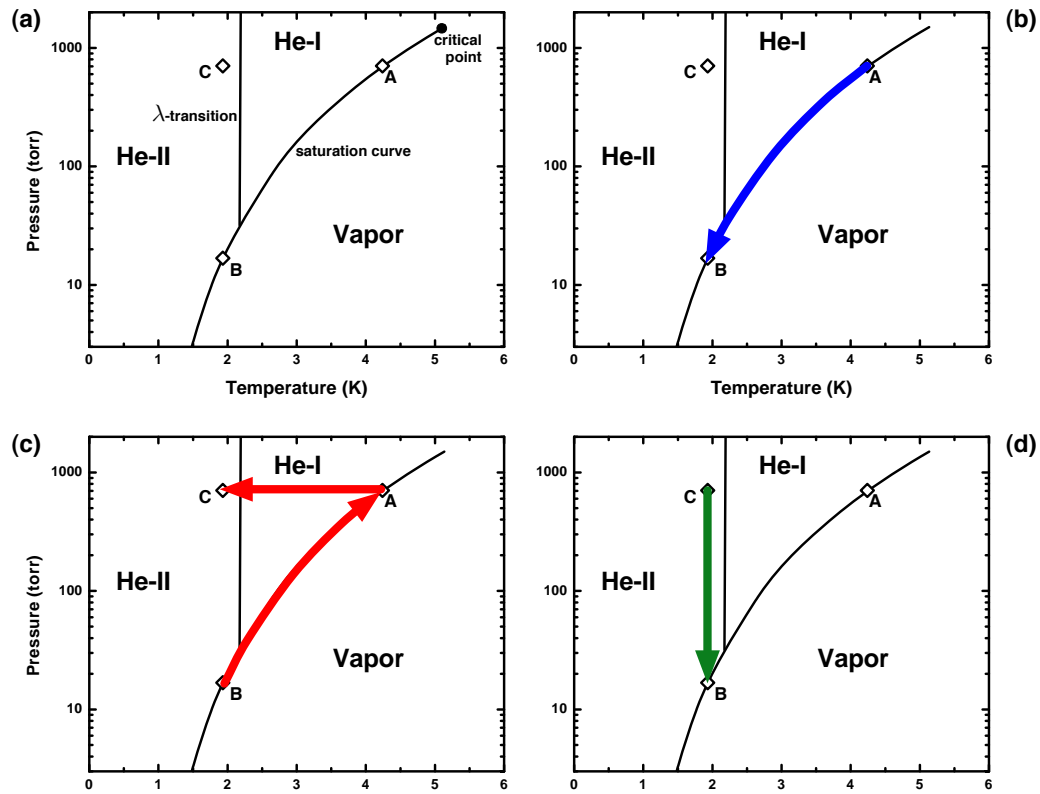 (a)
Pressure (torr)
1000
100
10
He-I
critical
point
C
A
λ-transition
He-II
saturation curve
Vapor
B
0 1 2 3 4 5 6
Temperature (K)
(b)
1000
100
10
He-I
C
A
He-II
Vapor
B
0 1 2 3 4 5 6
Temperature (K)
(c)
Pressure (torr)
1000
100
10
He-I
C
A
He-II
Vapor
B
0 1 2 3 4 5 6
(d)
1000
100
10
He-I
C
A
He-II
Vapor
B
0 1 2 3 4 5 6